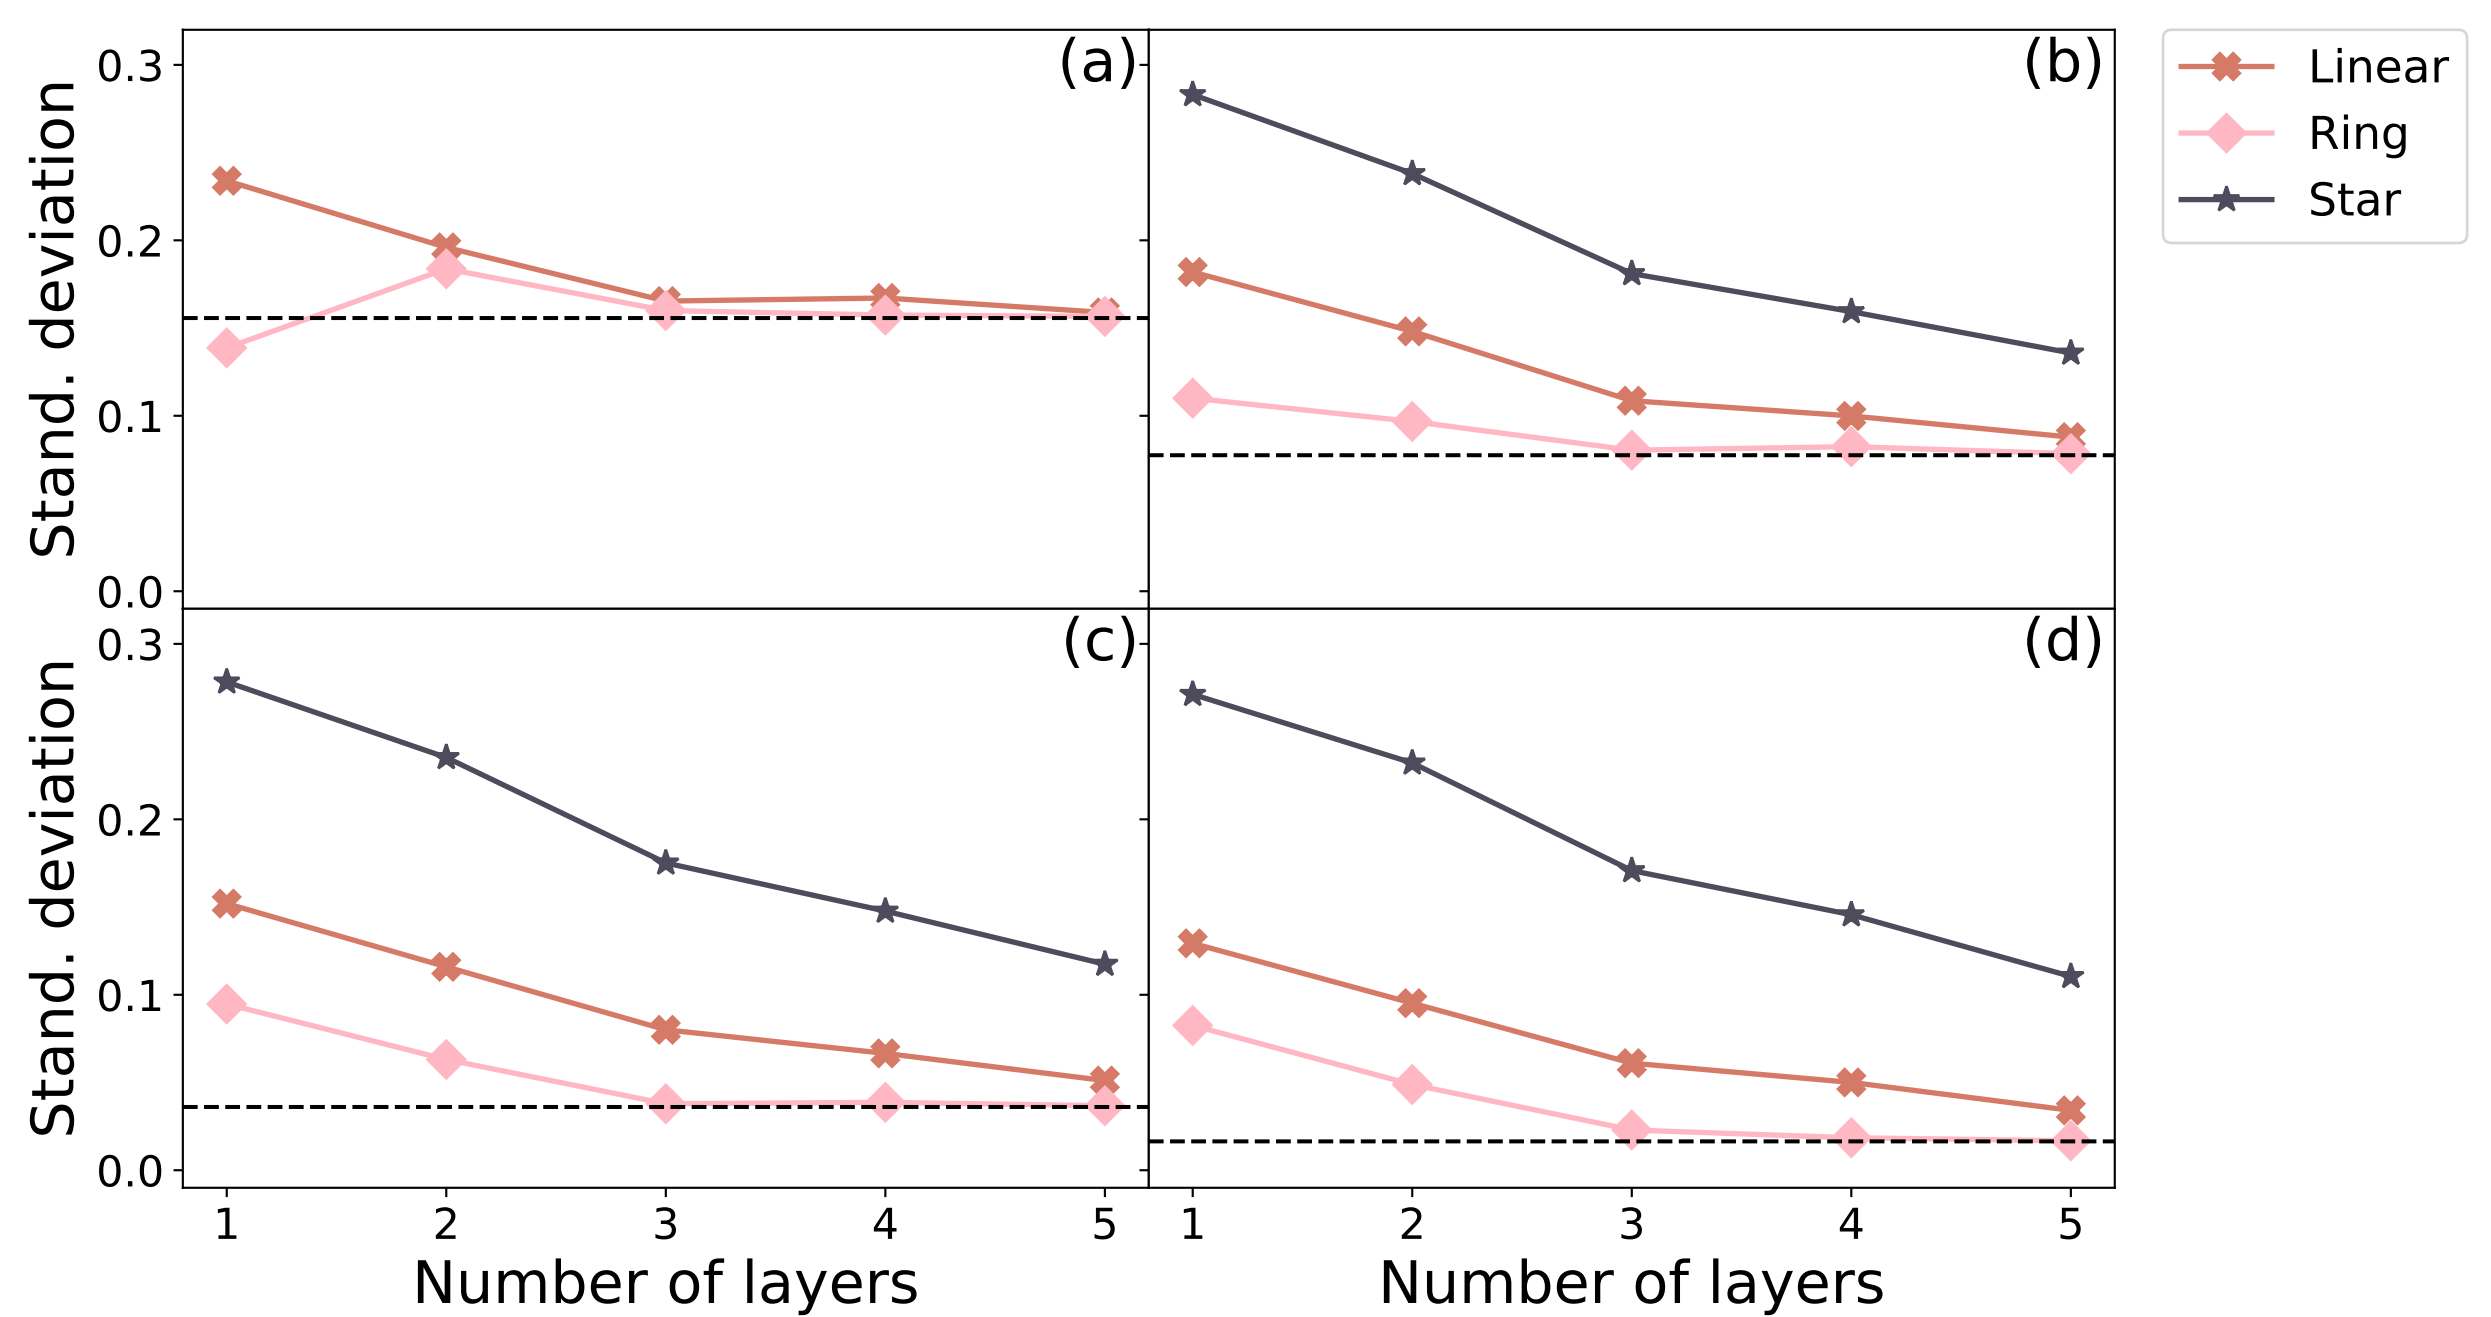 (a)
(b)
Linear
Ring
Star
Stand. deviation
0.3
0.2
0.1
0.0
(c)
(d)
Stand. deviation
0.3
0.2
0.1
0.0
1 2 3 4 5
1 2 3 4 5
Number of layers
Number of layers